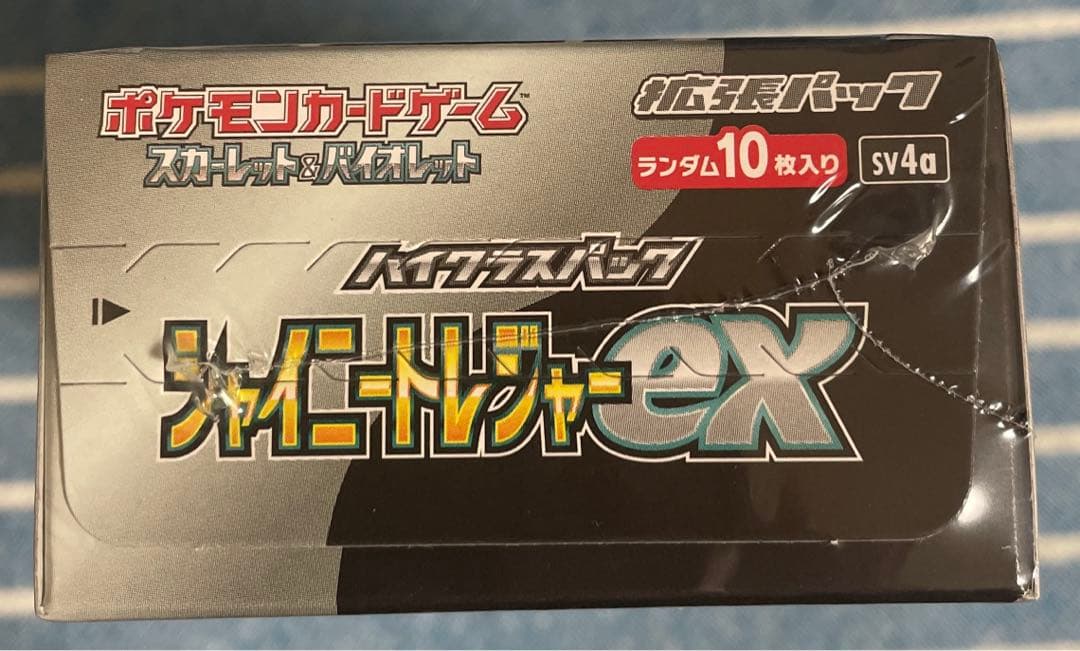 ポケモンカードゲーム™
スカーレット&バイオレット
拡張パック
ランダム10枚入り
sv4a
ハイクラスパック
シャイニートレジャーex